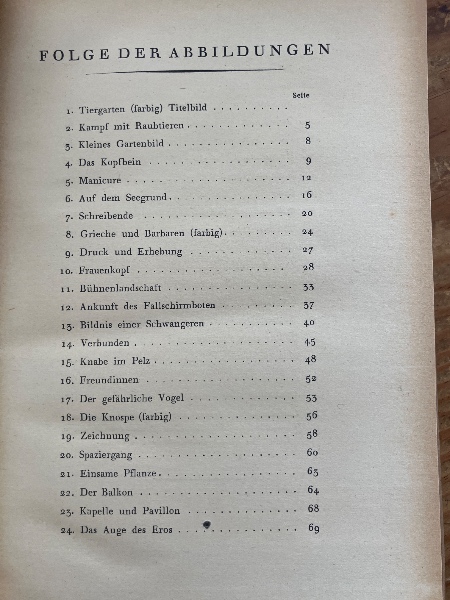 FOLGE DER ABBILDUNGEN
Seite
1. Tiergarten (farbig) Titelbild . . . . . . . . . .
2. Kampf mit Raubtieren . . . . . . . . . . . . . 5
3. Kleines Gartenbild . . . . . . . . . . . . . . . 8
4. Das Kopfbein . . . . . . . . . . . . . . . . . 9
5. Manicure . . . . . . . . . . . . . . . . . . . 12
6. Auf dem Seegrund . . . . . . . . . . . . . . . 16
7. Schreibende . . . . . . . . . . . . . . . . . . 20
8. Grieche und Barbaren (farbig) . . . . . . . . . 24
9. Druck und Erhebung . . . . . . . . . . . . . 27
10. Frauenkopf . . . . . . . . . . . . . . . . . . 28
11. Bühnenlandschaft . . . . . . . . . . . . . . . 33
12. Ankunft des Fallschirmboten . . . . . . . . . . 37
13. Bildnis einer Schwangeren . . . . . . . . . . . 40
14. Verbunden . . . . . . . . . . . . . . . . . . 45
15. Knabe im Pelz . . . . . . . . . . . . . . . . . 48
16. Freundinnen . . . . . . . . . . . . . . . . . . 52
17. Der gefährliche Vogel . . . . . . . . . . . . . 53
18. Die Knospe (farbig) . . . . . . . . . . . . . . 56
19. Zeichnung . . . . . . . . . . . . . . . . . . . 58
20. Spaziergang . . . . . . . . . . . . . . . . . . 60
21. Einsame Pflanze . . . . . . . . . . . . . . . . 63
22. Der Balkon . . . . . . . . . . . . . . . . . . 64
23. Kapelle und Pavillon . . . . . . . . . . . . . . 68
24. Das Auge des Eros . . . . . . . . . . . . . . . 69